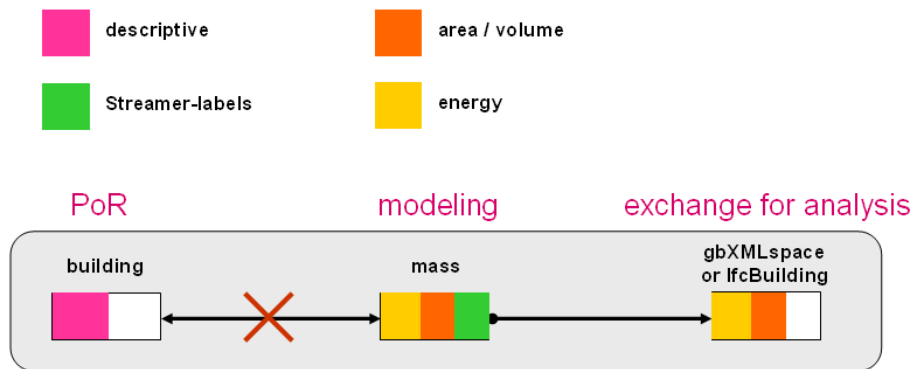 descriptive
area / volume
Streamer-labels
energy
PoR
modeling
exchange for analysis
building
mass
gbXMLspace
or IfcBuilding